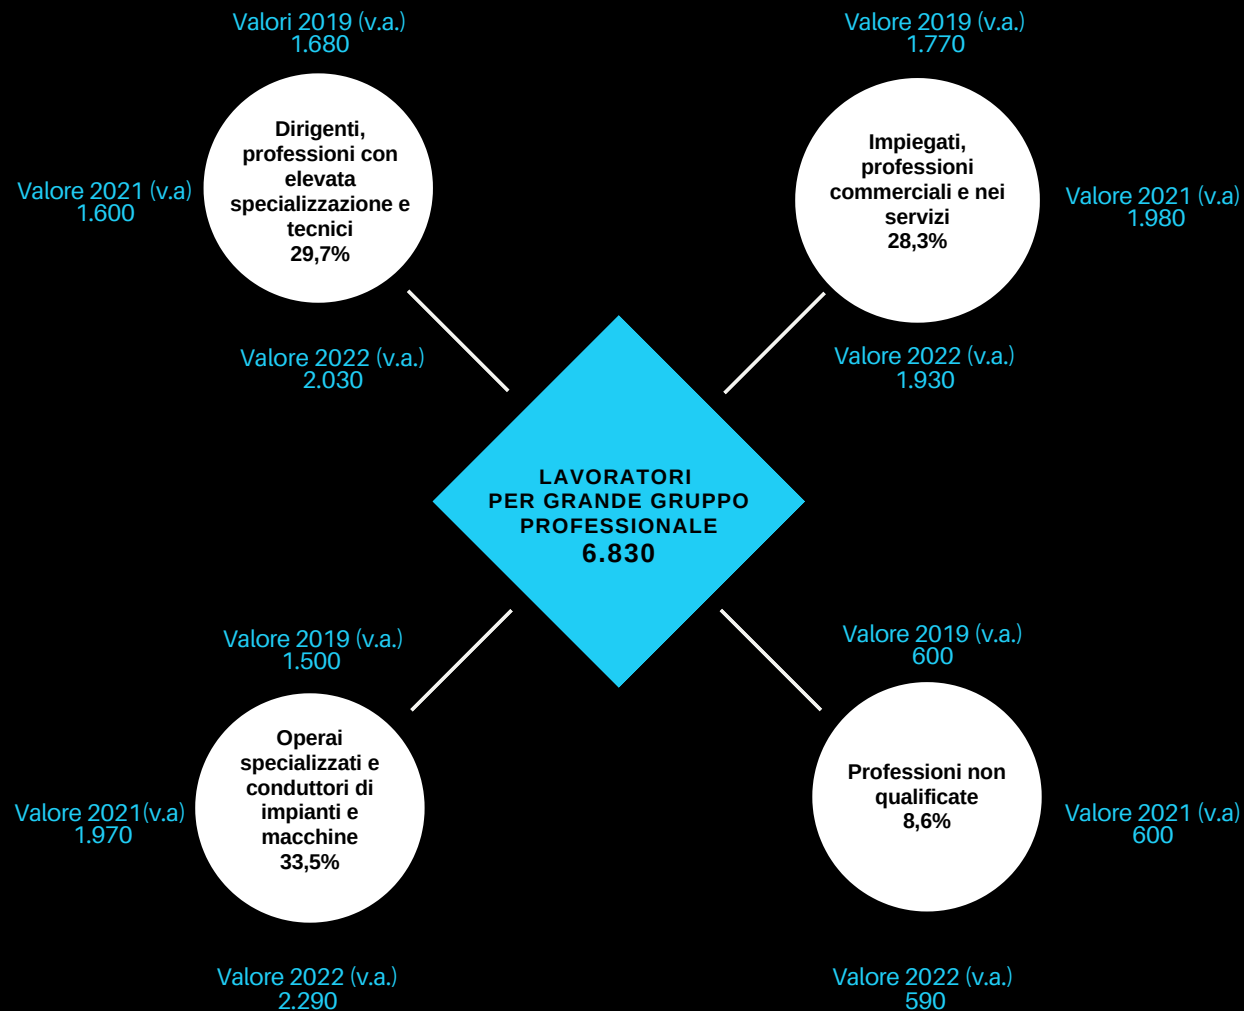 Valori 2019 (v.a.)
1.680
Dirigenti,
professioni con
elevata
specializzazione e
tecnici
29,7%
Valore 2021 (v.a)
1.600
Valore 2022 (v.a.)
2.030
Valore 2019 (v.a.)
1.770
Impiegati,
professioni
commerciali e nei
servizi
28,3%
Valore 2021 (v.a)
1.980
Valore 2022 (v.a.)
1.930
LAVORATORI
PER GRANDE GRUPPO
PROFESSIONALE
6.830
Valore 2019 (v.a.)
1.500
Operai
specializzati e
conduttori di
impianti e
macchine
33,5%
Valore 2021(v.a)
1.970
Valore 2022 (v.a.)
2.290
Valore 2019 (v.a.)
600
Professioni non
qualificate
8,6%
Valore 2021 (v.a)
600
Valore 2022 (v.a.)
590